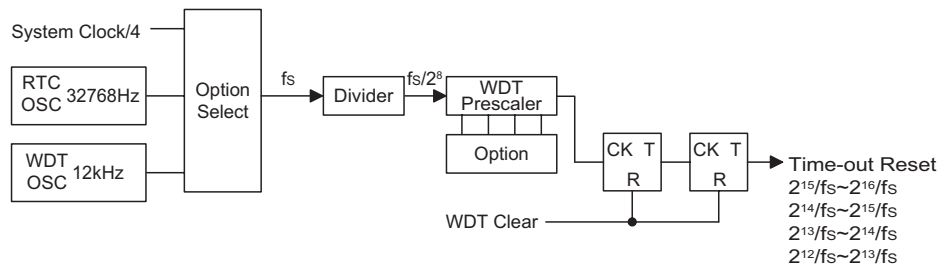 System Clock/4
RTC
OSC 32768Hz
WDT
OSC 12kHz
Option
Select
fS
Divider
fS/2⁸
WDT
Prescaler
Option
CK T
R
CK T
R
WDT Clear
Time-out Reset
2¹⁵/fS~2¹⁶/fS
2¹⁴/fS~2¹⁵/fS
2¹³/fS~2¹⁴/fS
2¹²/fS~2¹³/fS